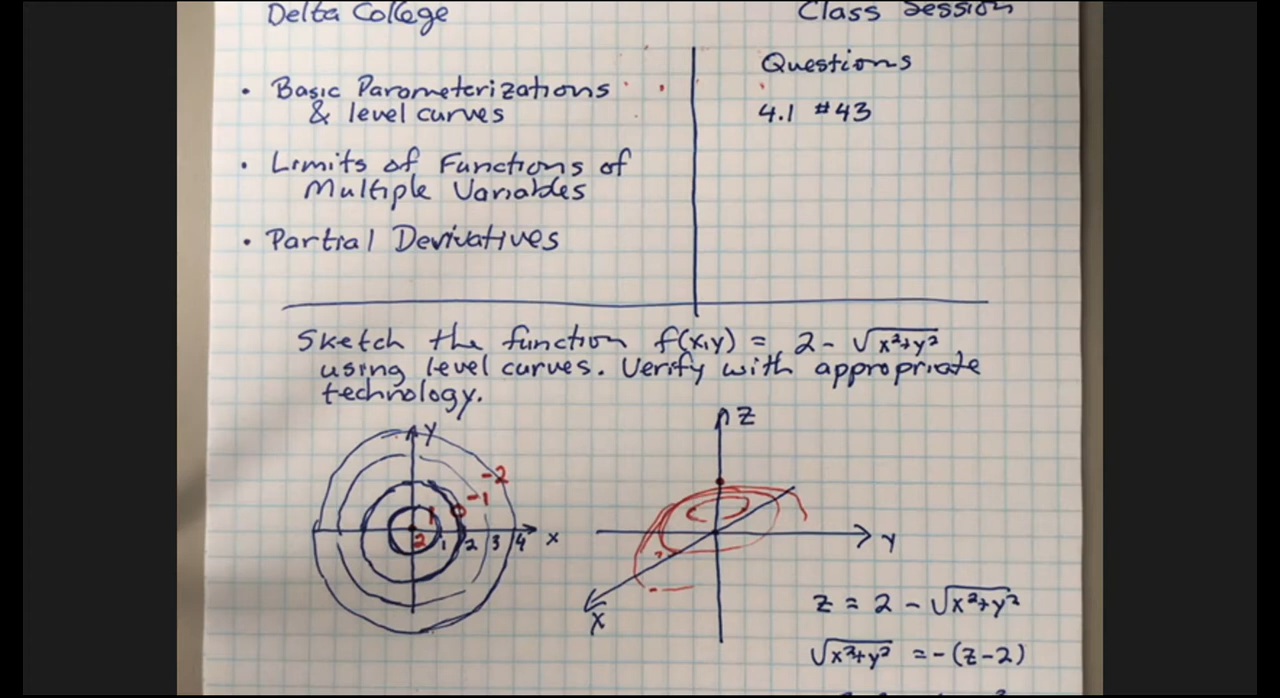 Delta College
Class Session
• Basic Parameterizations
& level curves
• Limits of Functions of
Multiple Variables
• Partial Derivatives
Questions
4.1 #43
Sketch the function f(x,y) = 2 - √x²+y²
using level curves. Verify with appropriate
technology.
y
-2
-1
0
1
2
1 2 3 4 x
z
y
x
z = 2 - √x²+y²
√x²+y² = -(z-2)